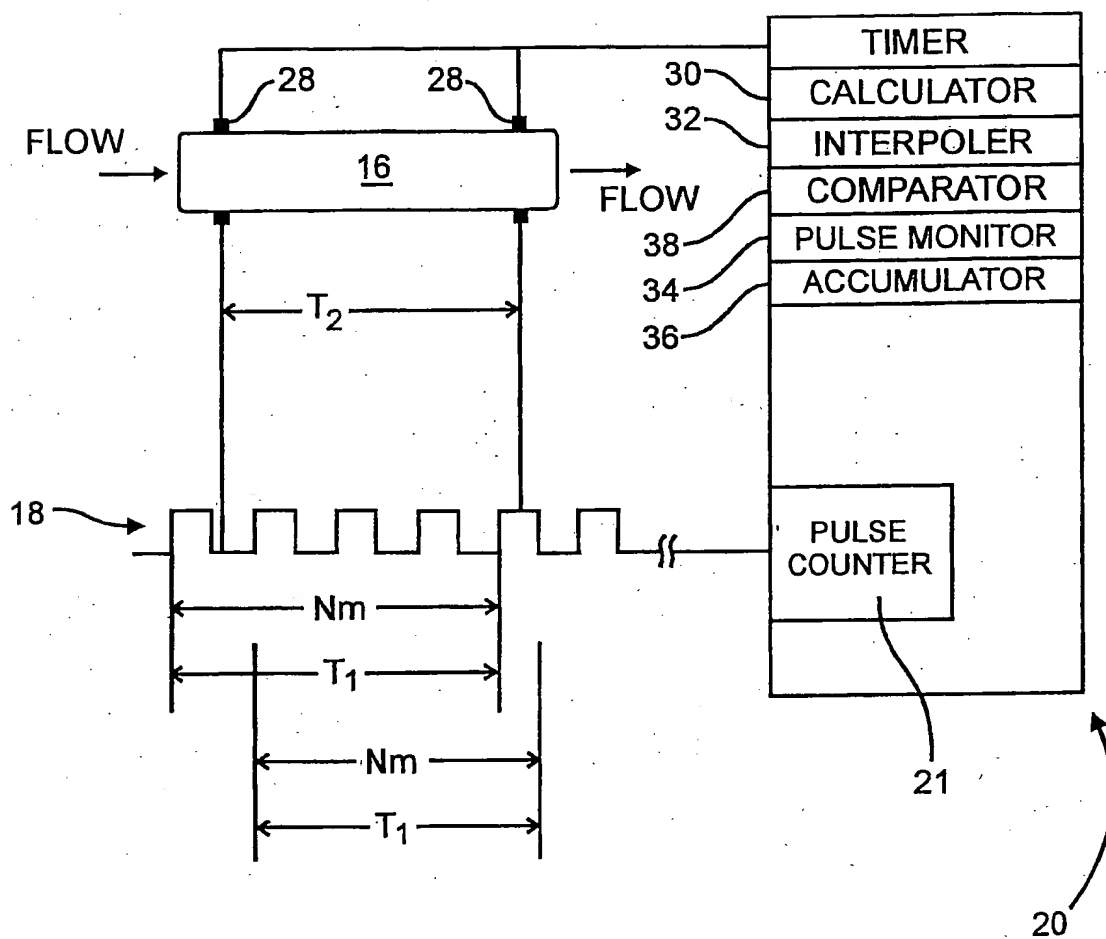 TIMER
28
28
30
CALCULATOR
32
INTERPOLER
FLOW
16
COMPARATOR
FLOW
38
PULSE MONITOR
34
ACCUMULATOR
36
T2
18
PULSE
COUNTER
Nm
T1
Nm
21
T1
20